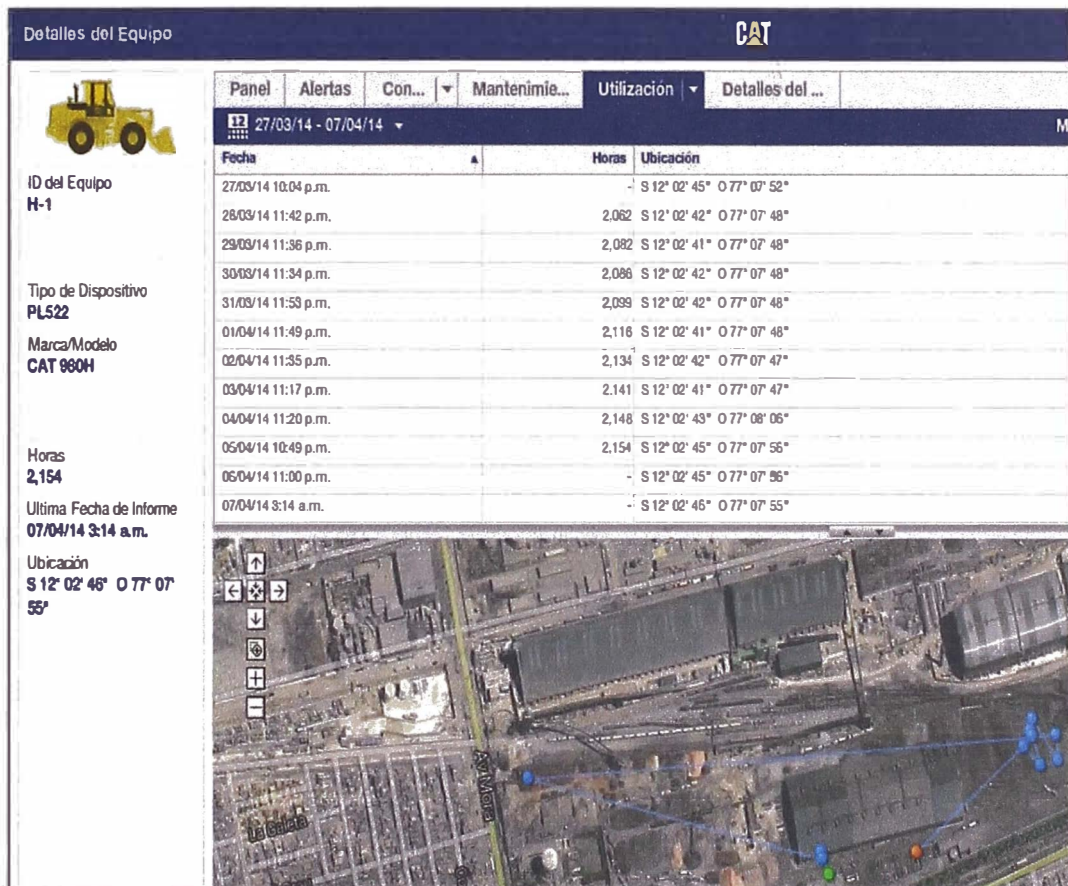 Detalles del Equipo
CAT
Panel Alertas Con... Mantenimie... Utilización Detalles del ...
12 27/03/14 - 07/04/14 M
Fecha Horas Ubicación
27/03/14 10:04 p.m. - S 12° 02' 45" O 77° 07' 52"
28/03/14 11:42 p.m. 2,062 S 12° 02' 42" O 77° 07' 48"
29/03/14 11:36 p.m. 2,082 S 12° 02' 41" O 77° 07' 48"
30/03/14 11:34 p.m. 2,086 S 12° 02' 42" O 77° 07' 48"
31/03/14 11:53 p.m. 2,099 S 12° 02' 42" O 77° 07' 48"
01/04/14 11:49 p.m. 2,116 S 12° 02' 41" O 77° 07' 48"
02/04/14 11:35 p.m. 2,134 S 12° 02' 42" O 77° 07' 47"
03/04/14 11:17 p.m. 2.141 S 12° 02' 41" O 77° 07' 47"
04/04/14 11:20 p.m. 2,148 S 12° 02' 43" O 77° 08' 06"
05/04/14 10:49 p.m. 2,154 S 12° 02' 45" O 77° 07' 56"
06/04/14 11:00 p.m. - S 12° 02' 45" O 77° 07' 56"
07/04/14 3:14 a.m. - S 12° 02' 46" O 77° 07' 55"
ID del Equipo
H-1
Tipo de Dispositivo
PL522
Marca/Modelo
CAT 980H
Horas
2,154
Ultima Fecha de Informe
07/04/14 3:14 a.m.
Ubicación
S 12° 02' 46" O 77° 07'
55"
La Galeta